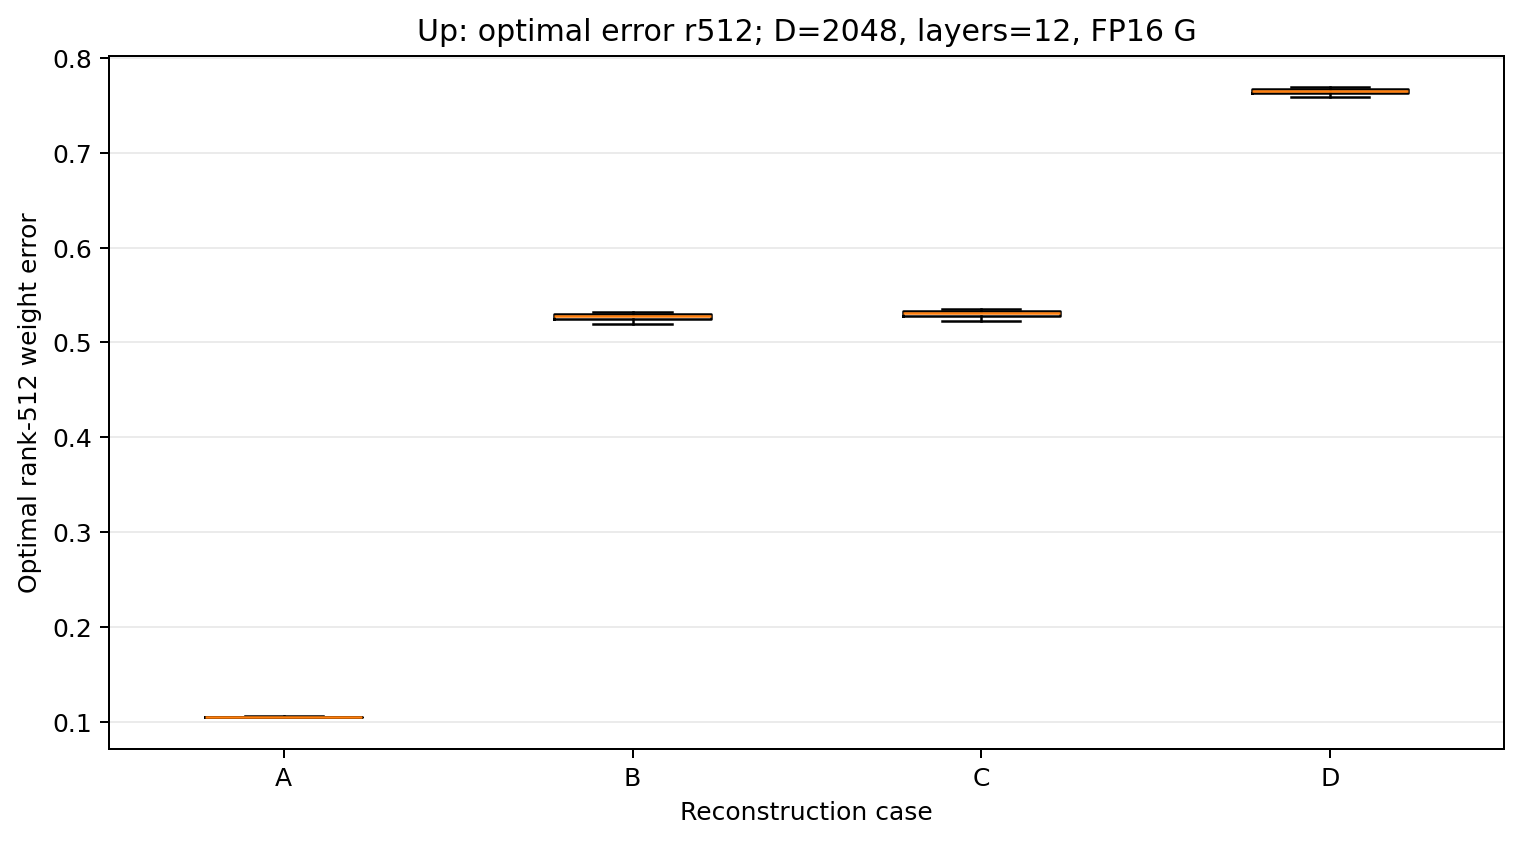 Up: optimal error r512; D=2048, layers=12, FP16 G
Optimal rank-512 weight error
0.8
0.7
0.6
0.5
0.4
0.3
0.2
0.1
A B C D
Reconstruction case